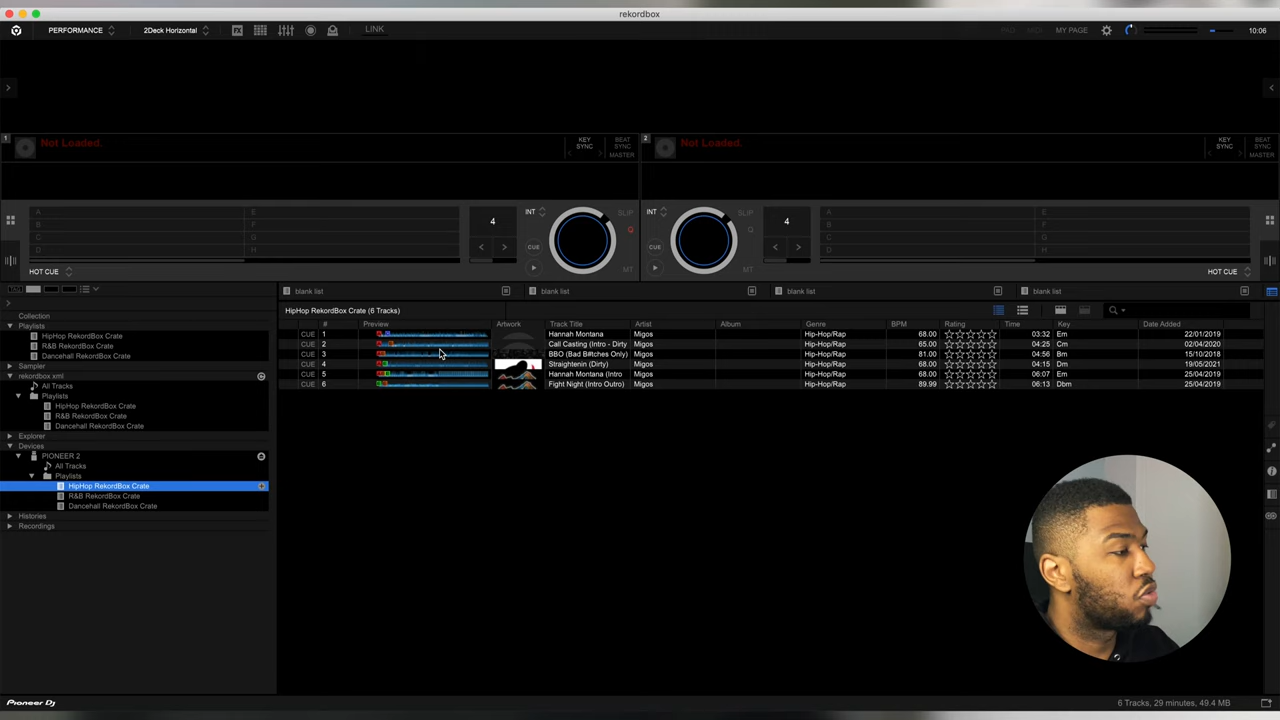 rekordbox
PERFORMANCE 2Deck Horizontal LINK PAD MIDI MY PAGE 10:06
1 Not Loaded. KEY SYNC BEAT SYNC MASTER
2 Not Loaded. KEY SYNC BEAT SYNC MASTER
A E 4 INT SLIP INT SLIP 4 A E
B F Q Q B F
C G CUE CUE C G
D H MT MT D H
HOT CUE HOT CUE
blank list blank list blank list blank list
HipHop RekordBox Crate (6 Tracks)
# Preview Artwork Track Title Artist Album Genre BPM Rating Time Key Date Added
CUE 1 Hannah Montana Migos Hip-Hop/Rap 68.00 03:32 Em 22/01/2019
CUE 2 Call Casting (Intro - Dirty Migos Hip-Hop/Rap 65.00 04:25 Cm 02/04/2020
CUE 3 BBO (Bad B#tches Only) Migos Hip-Hop/Rap 81.00 04:56 Bm 15/10/2018
CUE 4 Straightenin (Dirty) Migos Hip-Hop/Rap 68.00 04:15 Cm 19/05/2021
CUE 5 Hannah Montana (Intro Migos Hip-Hop/Rap 68.00 06:07 Em 25/04/2019
CUE 6 Fight Night (Intro Outro) Migos Hip-Hop/Rap 89.99 06:13 Dbm 25/04/2019
Collection
Playlists
HipHop RekordBox Crate
R&B RekordBox Crate
Dancehall RekordBox Crate
Sampler
rekordbox xml
All Tracks
Playlists
HipHop RekordBox Crate
R&B RekordBox Crate
Dancehall RekordBox Crate
Explorer
Devices
PIONEER 2
All Tracks
Playlists
HipHop RekordBox Crate
R&B RekordBox Crate
Dancehall RekordBox Crate
Histories
Recordings
Pioneer Dj 6 Tracks, 29 minutes, 49.4 MB